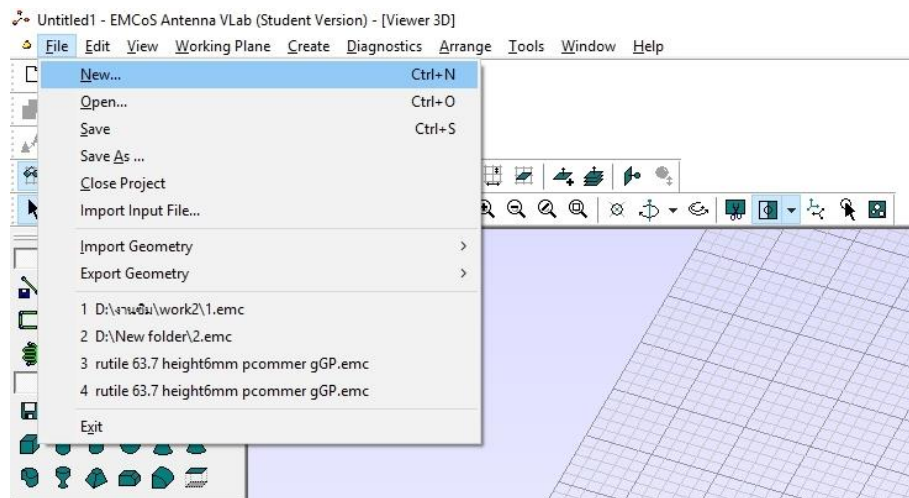 Untitled1 - EMCoS Antenna VLab (Student Version) - [Viewer 3D]
File Edit View Working Plane Create Diagnostics Arrange Tools Window Help
New... Ctrl+N
Open... Ctrl+O
Save Ctrl+S
Save As ...
Close Project
Import Input File...
Import Geometry >
Export Geometry >
1 D:\งานซิม\work2\1.emc
2 D:\New folder\2.emc
3 rutile 63.7 height6mm pcommer gGP.emc
4 rutile 63.7 height6mm pcommer gGP.emc
Exit